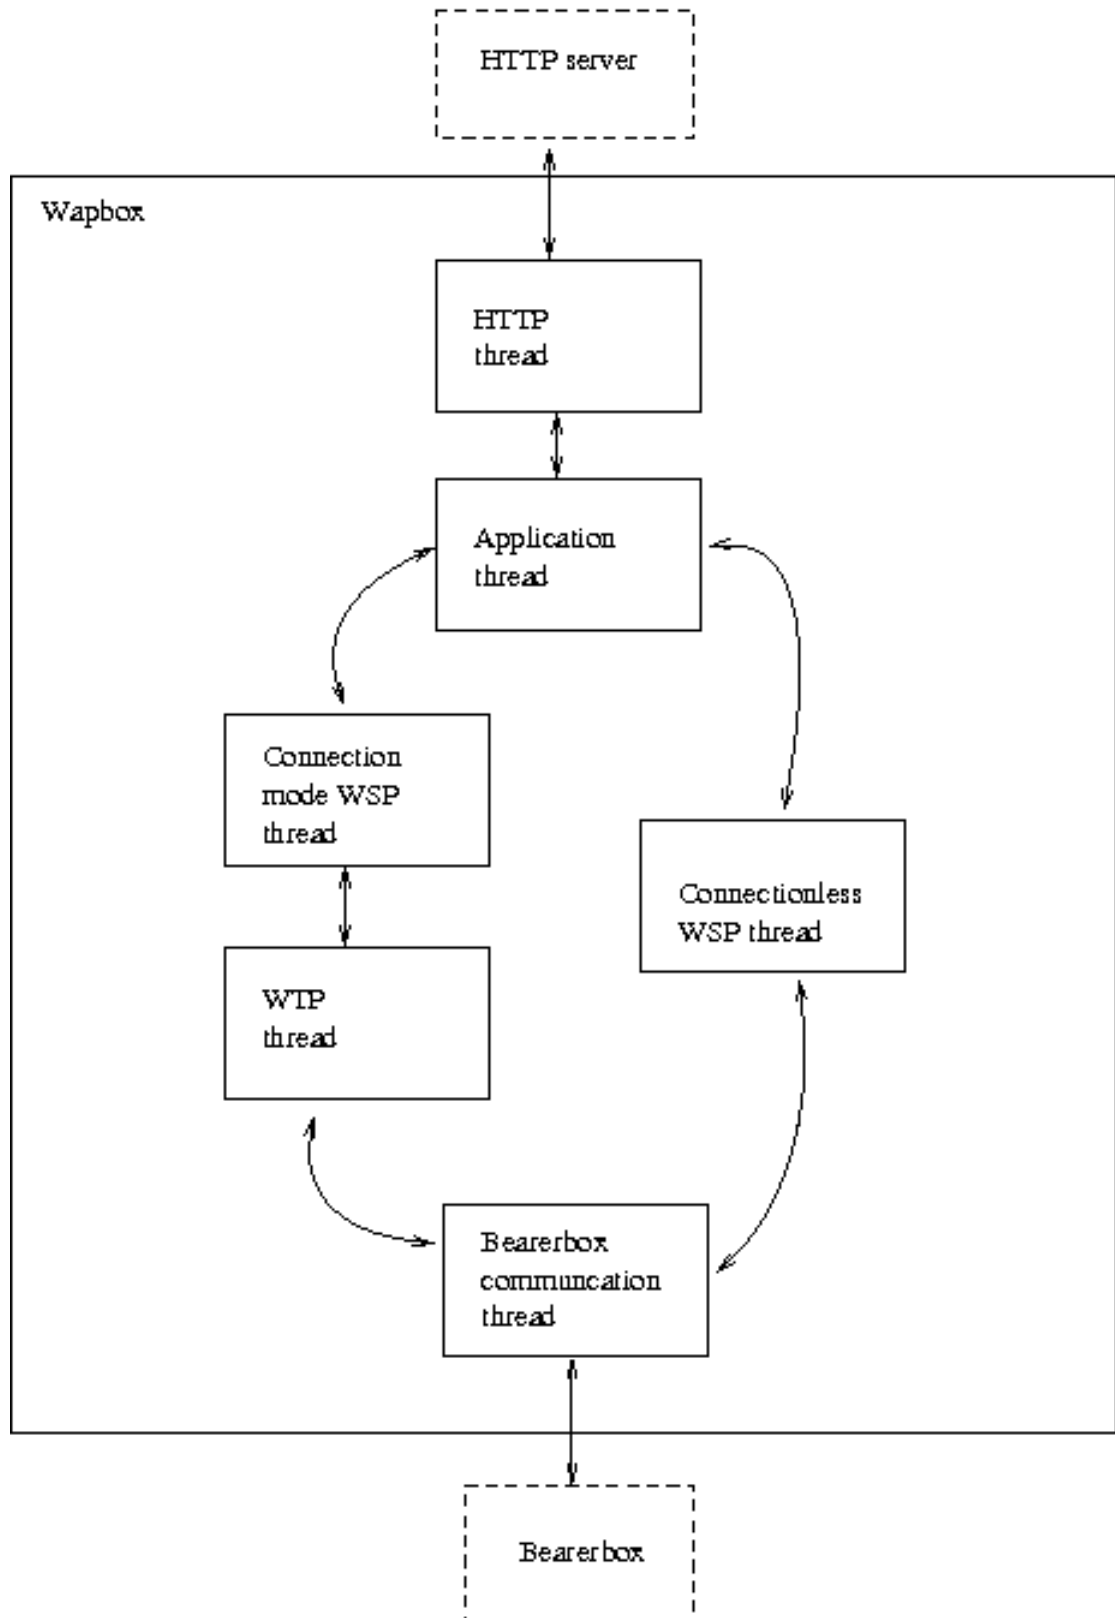 HTTP server
Wapbox
HTTP
thread
Application
thread
Connection
mode WSP
thread
Connectionless
WSP thread
WTP
thread
Bearerbox
communcation
thread
Bearerbox